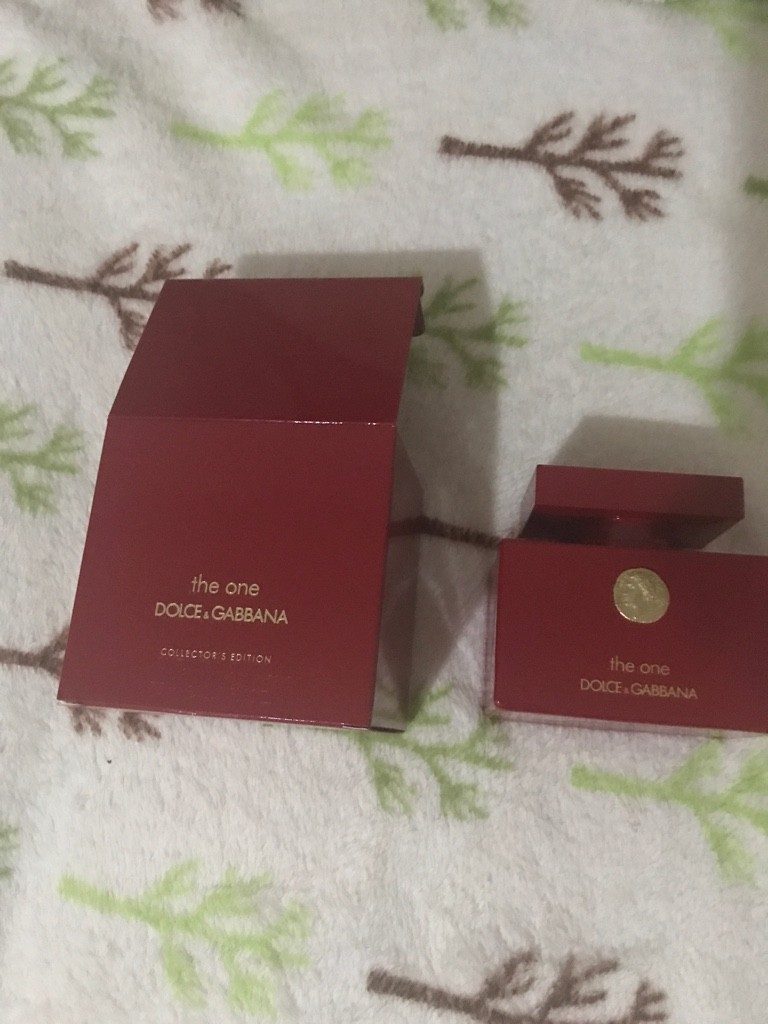 the one
DOLCE & GABBANA
COLLECTOR'S EDITION
the one
DOLCE & GABBANA